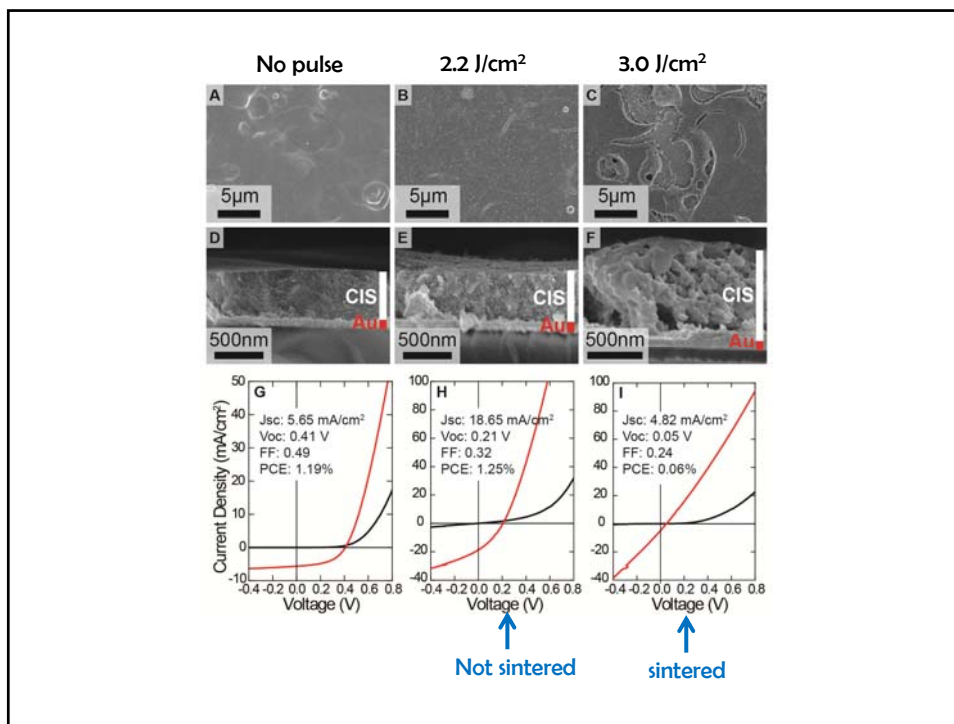 No pulse 2.2 J/cm² 3.0 J/cm²
A B C
5µm 5µm 5µm
D E F
CIS CIS CIS
Au Au Au
500nm 500nm 500nm
G H I
50 100 100
Jsc: 5.65 mA/cm² Jsc: 18.65 mA/cm² Jsc: 4.82 mA/cm²
Voc: 0.41 V Voc: 0.21 V Voc: 0.05 V
FF: 0.49 FF: 0.32 FF: 0.24
PCE: 1.19% PCE: 1.25% PCE: 0.06%
40 80 80
30 60 60
20 40 40
10 20 20
0 0 0
-20 -20
-10 -40 -40
Current Density (mA/cm²)
-0.4 -0.2 0.0 0.2 0.4 0.6 0.8 -0.4 -0.2 0.0 0.2 0.4 0.6 0.8 -0.4 -0.2 0.0 0.2 0.4 0.6 0.8
Voltage (V) Voltage (V) Voltage (V)
Not sintered sintered